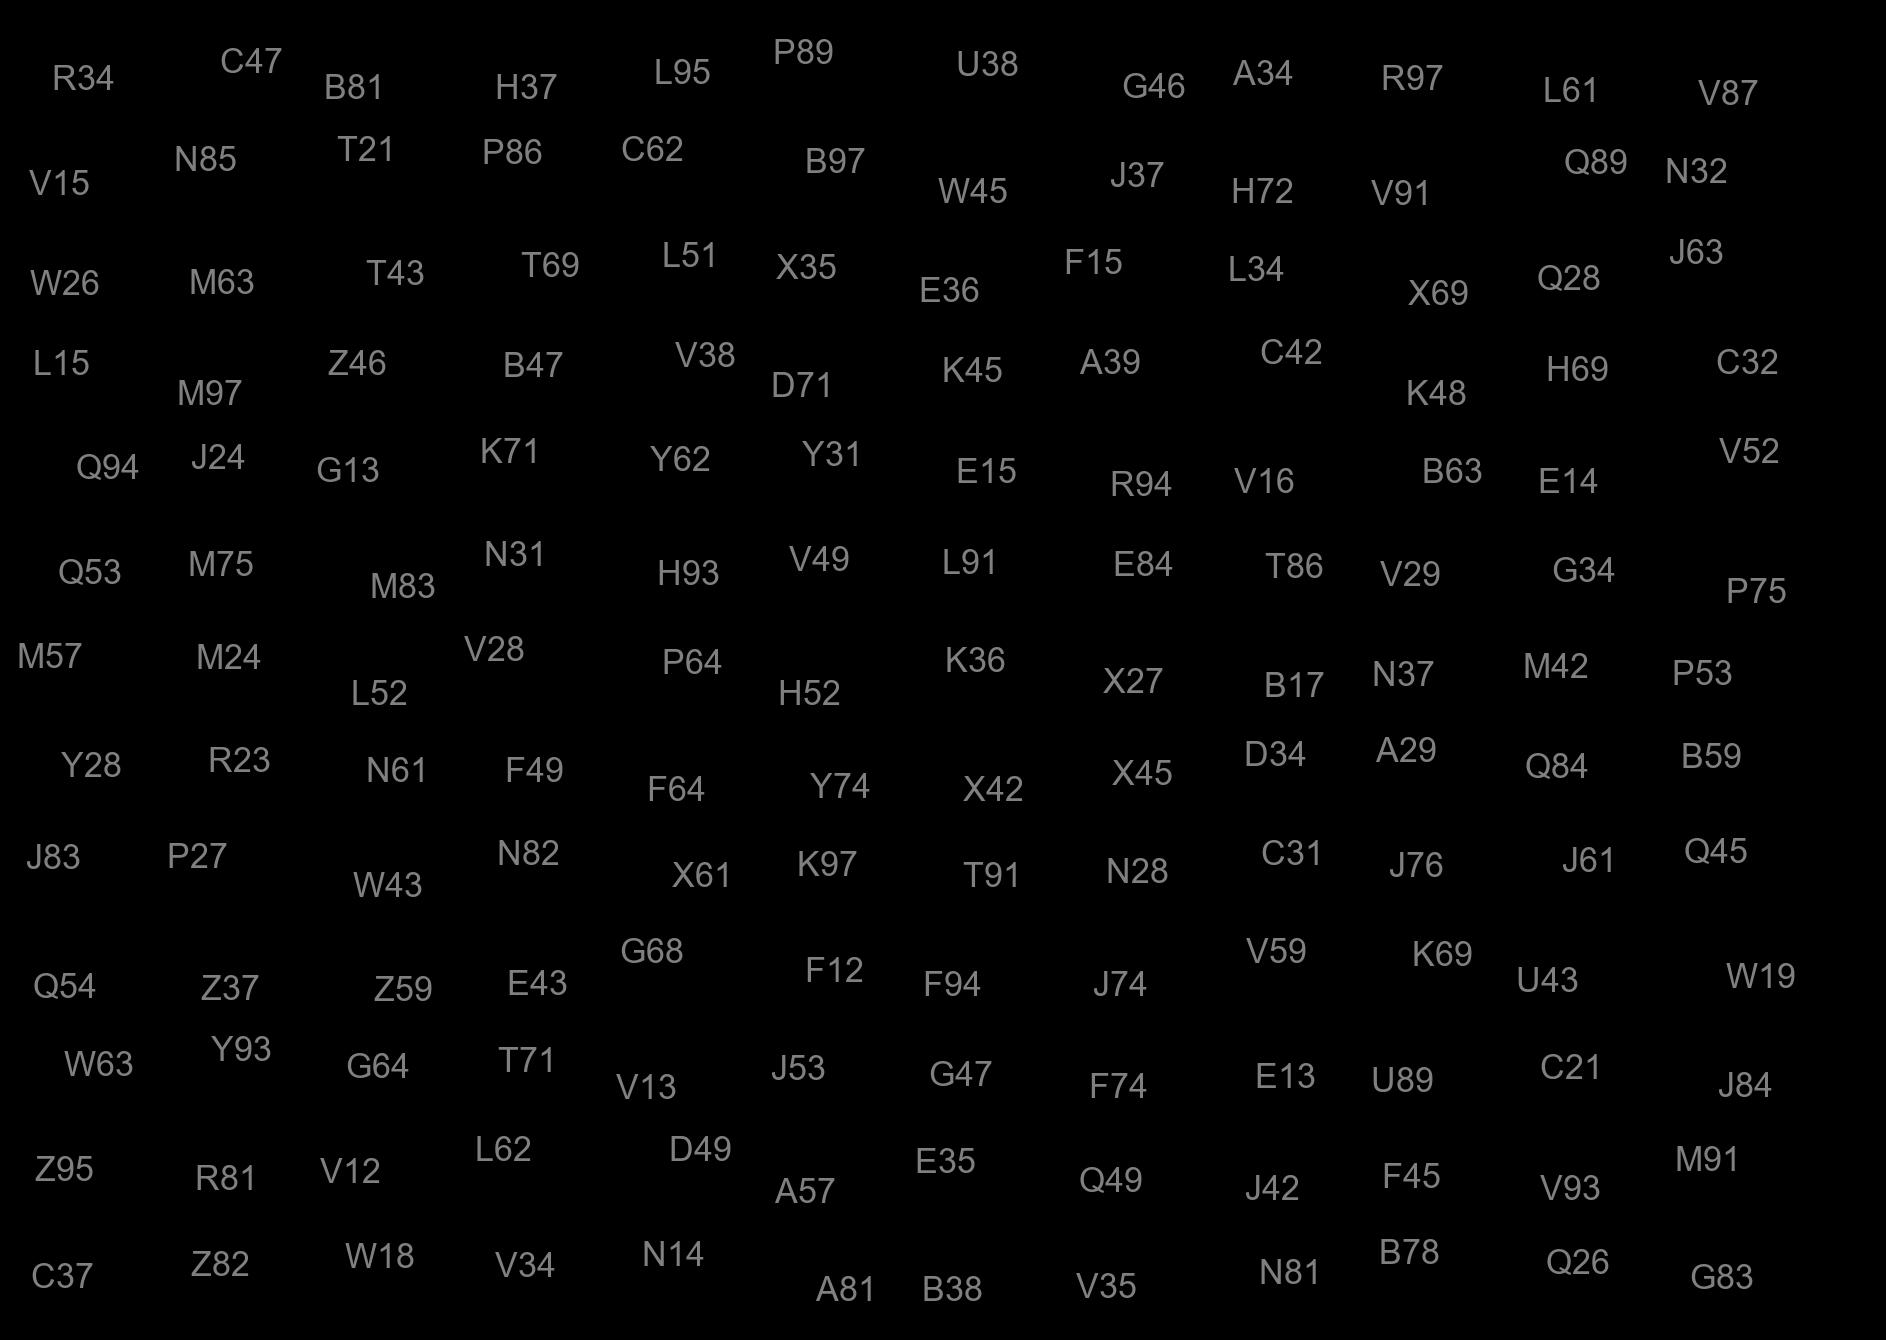 R34 C47 B81 H37 L95 P89 U38 G46 A34 R97 L61 V87
V15 N85 T21 P86 C62 B97 W45 J37 H72 V91 Q89 N32
W26 M63 T43 T69 L51 X35 E36 F15 L34 X69 Q28 J63
L15 M97 Z46 B47 V38 D71 K45 A39 C42 K48 H69 C32
Q94 J24 G13 K71 Y62 Y31 E15 R94 V16 B63 E14 V52
Q53 M75 M83 N31 H93 V49 L91 E84 T86 V29 G34 P75
M57 M24 L52 V28 P64 H52 K36 X27 B17 N37 M42 P53
Y28 R23 N61 F49 F64 Y74 X42 X45 D34 A29 Q84 B59
J83 P27 W43 N82 X61 K97 T91 N28 C31 J76 J61 Q45
Q54 Z37 Z59 E43 G68 F12 F94 J74 V59 K69 U43 W19
W63 Y93 G64 T71 V13 J53 G47 F74 E13 U89 C21 J84
Z95 R81 V12 L62 D49 A57 E35 Q49 J42 F45 V93 M91
C37 Z82 W18 V34 N14 A81 B38 V35 N81 B78 Q26 G83